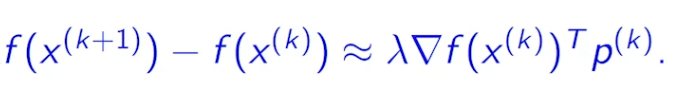 f(x^{(k+1)}) − f(x^{(k)}) ≈ λ∇f(x^{(k)})^T p^{(k)}.